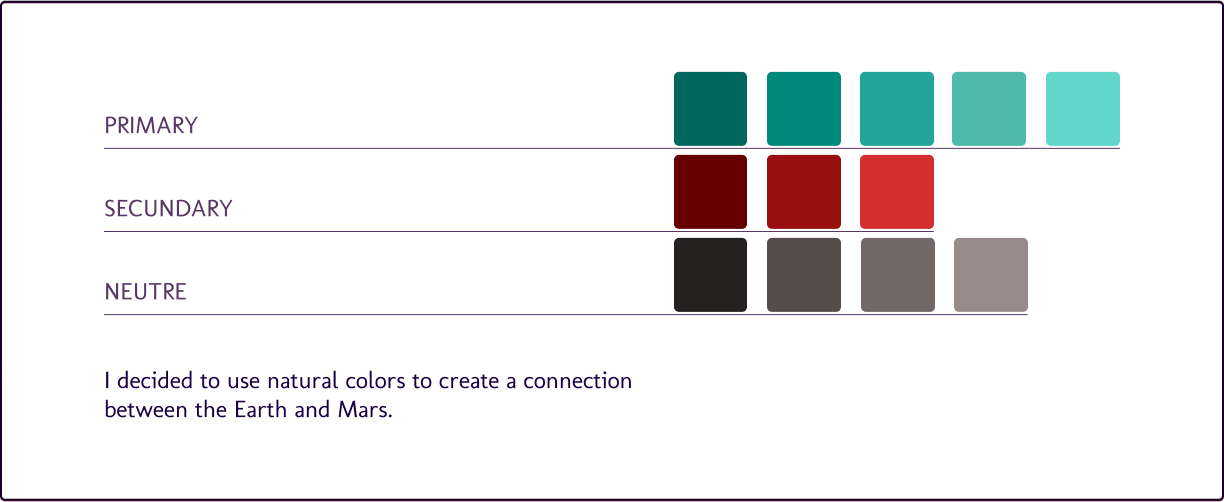 PRIMARY
SECUNDARY
NEUTRE
I decided to use natural colors to create a connection
between the Earth and Mars.